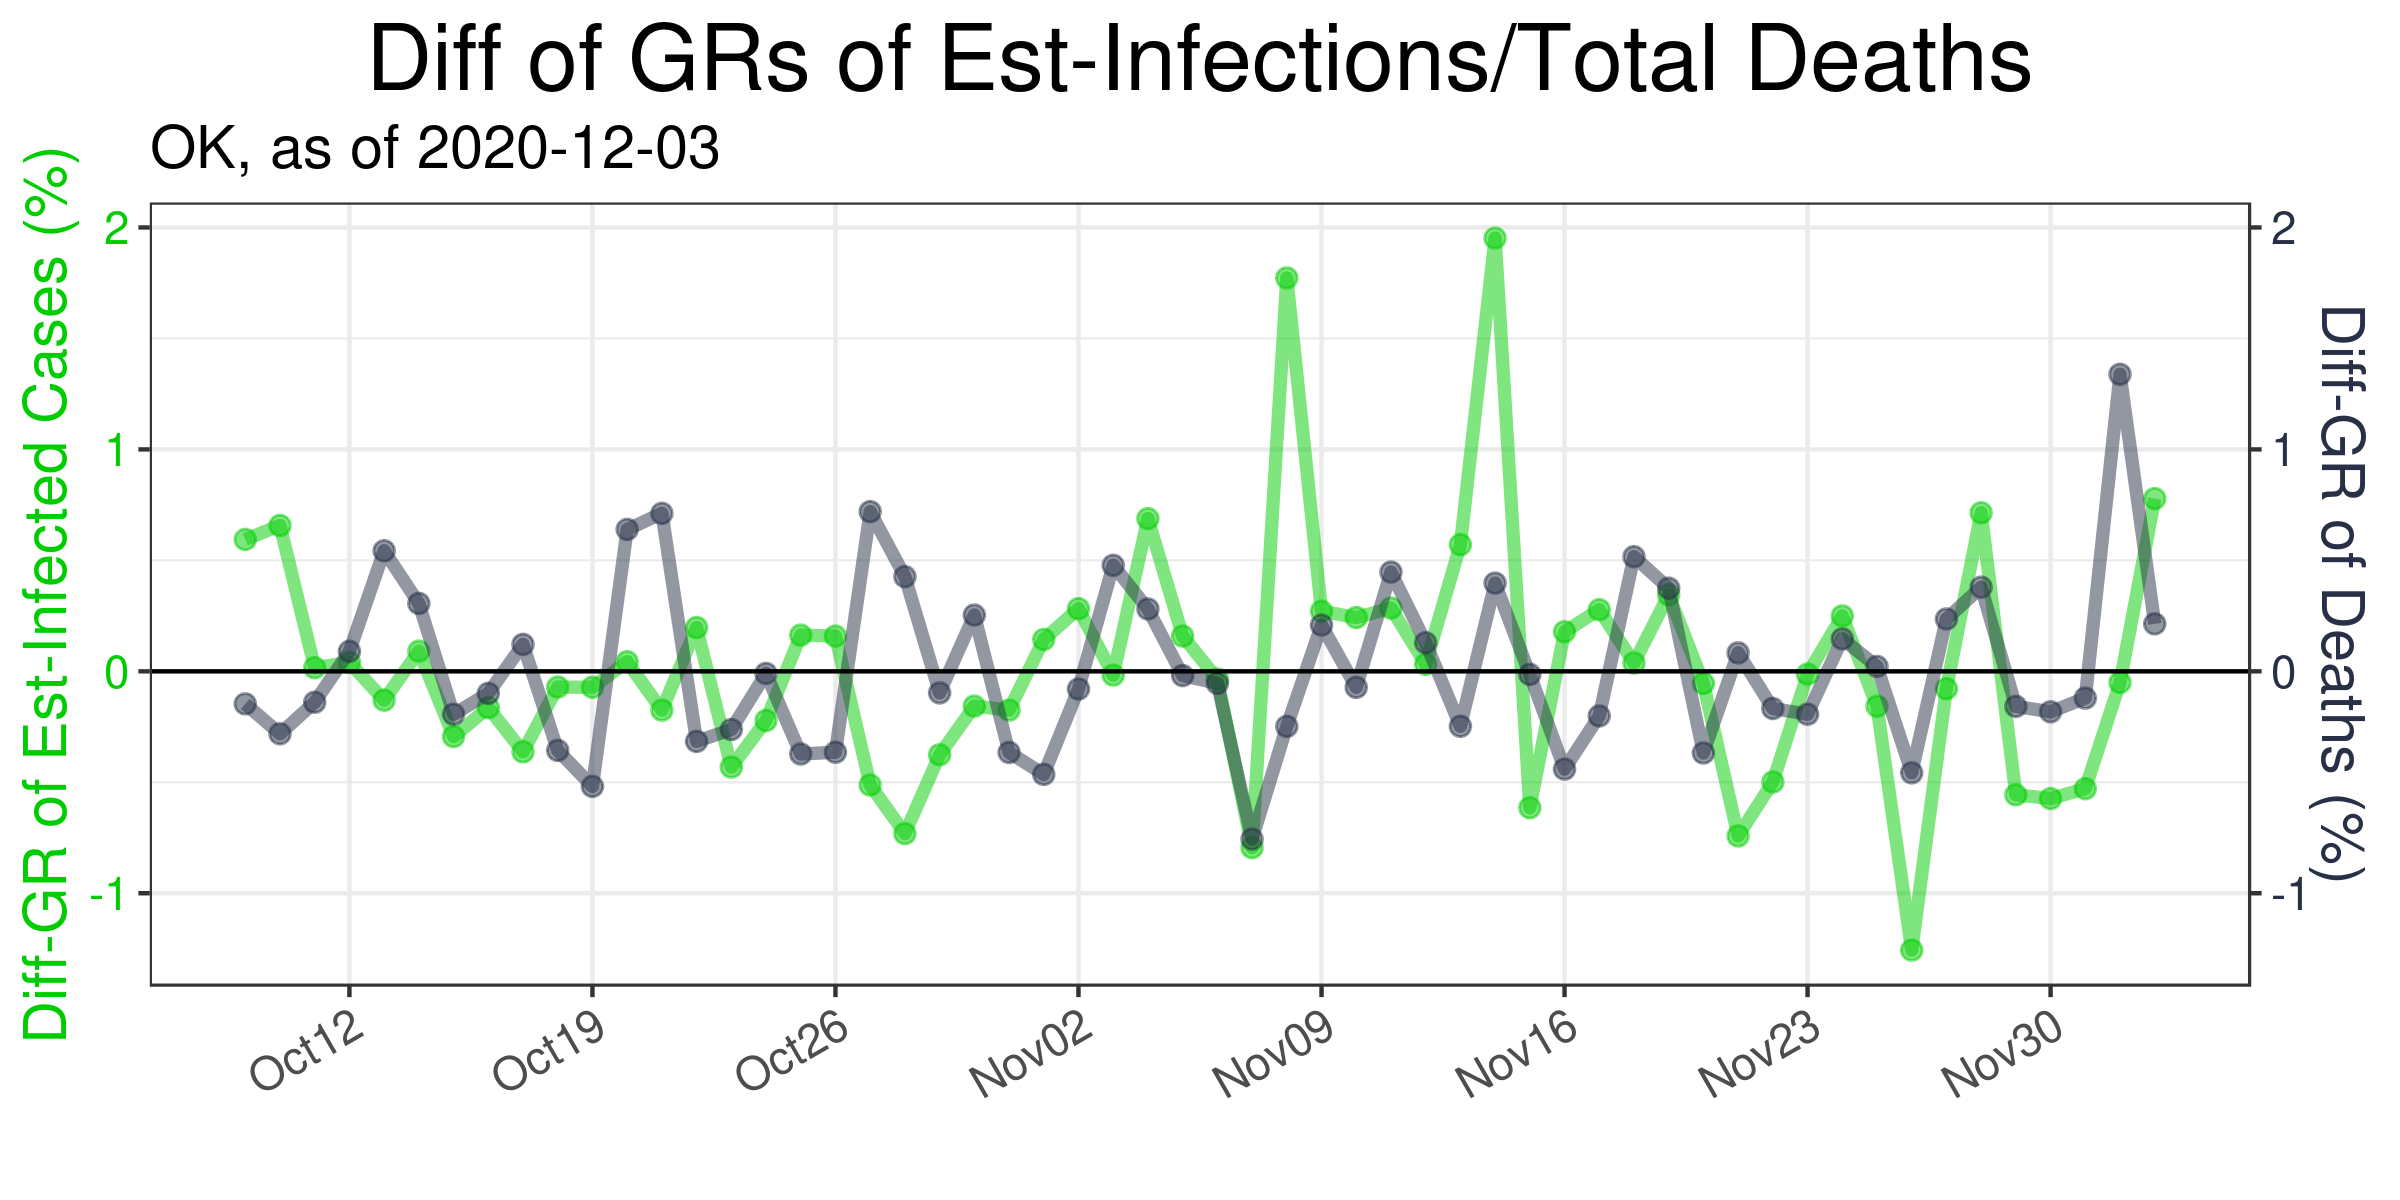 Diff of GRs of Est-Infections/Total Deaths
OK, as of 2020-12-03
Diff-GR of Est-Infected Cases (%)
2
1
0
-1
2
1
0
-1
Diff-GR of Deaths (%)
Oct12
Oct19
Oct26
Nov02
Nov09
Nov16
Nov23
Nov30